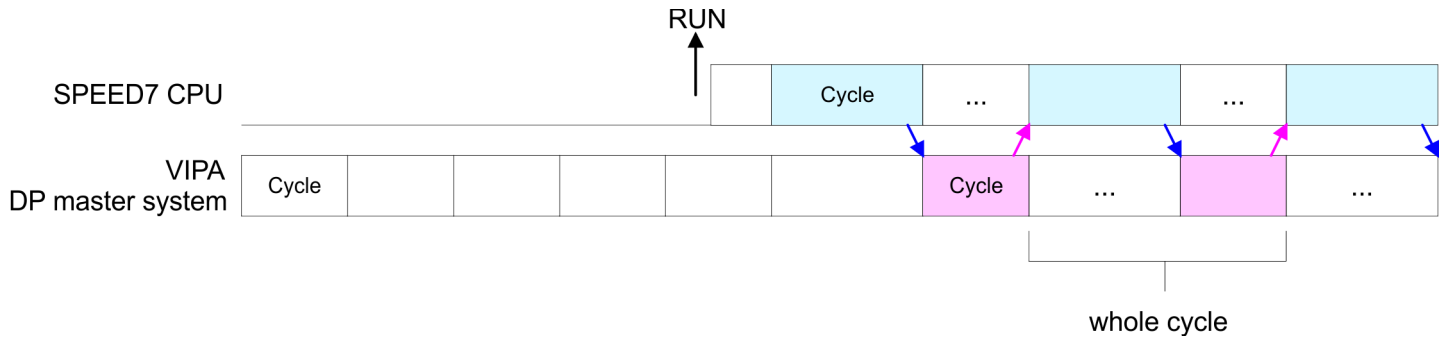 RUN
SPEED7 CPU
Cycle
...
...
VIPA
DP master system
Cycle
Cycle
...
...
whole cycle